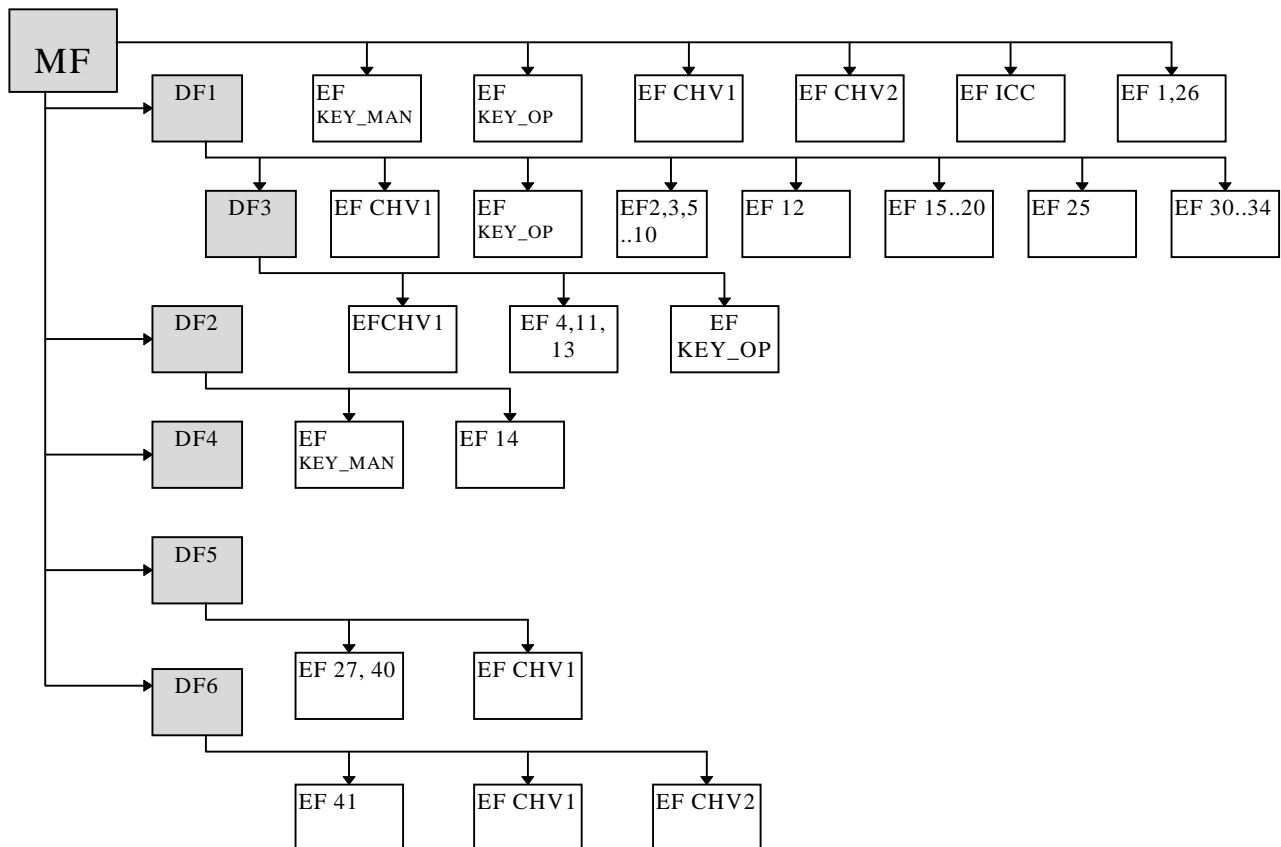 MF
EF
KEY_MAN
EF
KEY_OP
EF CHV1
EF CHV2
EF ICC
EF 1,26
DF1
DF3
EF CHV1
EF
KEY_OP
EF2,3,5
..10
EF 12
EF 15..20
EF 25
EF 30..34
DF2
EFCHV1
EF 4,11,
13
EF
KEY_OP
DF4
EF
KEY_MAN
EF 14
DF5
EF 27, 40
EF CHV1
DF6
EF 41
EF CHV1
EF CHV2